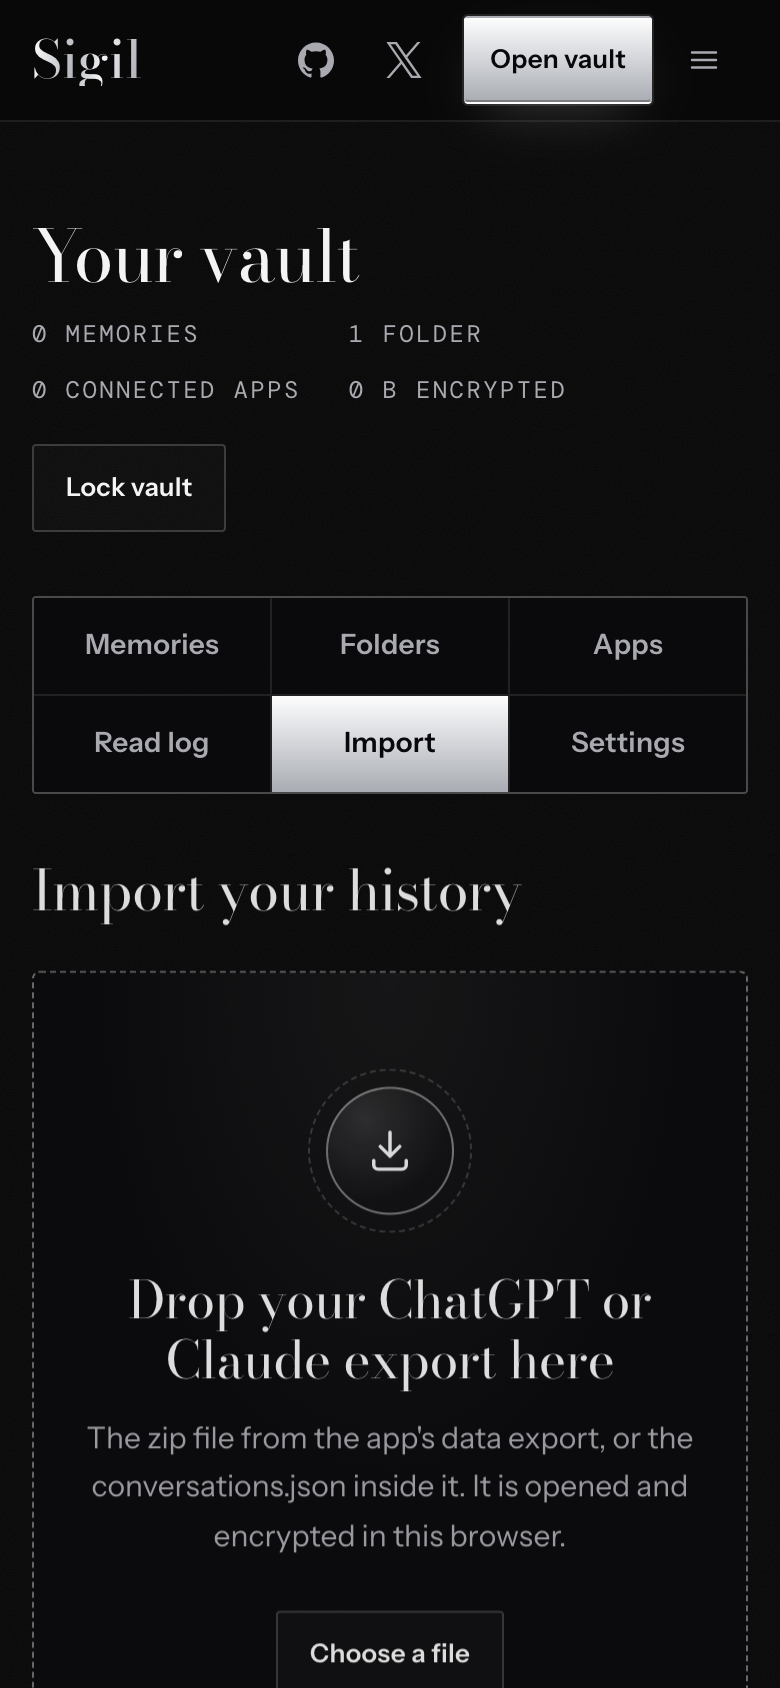 Sigil
Open vault
Your vault
0 MEMORIES
1 FOLDER
0 CONNECTED APPS
0 B ENCRYPTED
Lock vault
Memories
Folders
Apps
Read log
Import
Settings
Import your history
Drop your ChatGPT or
Claude export here
The zip file from the app's data export, or the
conversations.json inside it. It is opened and
encrypted in this browser.
Choose a file